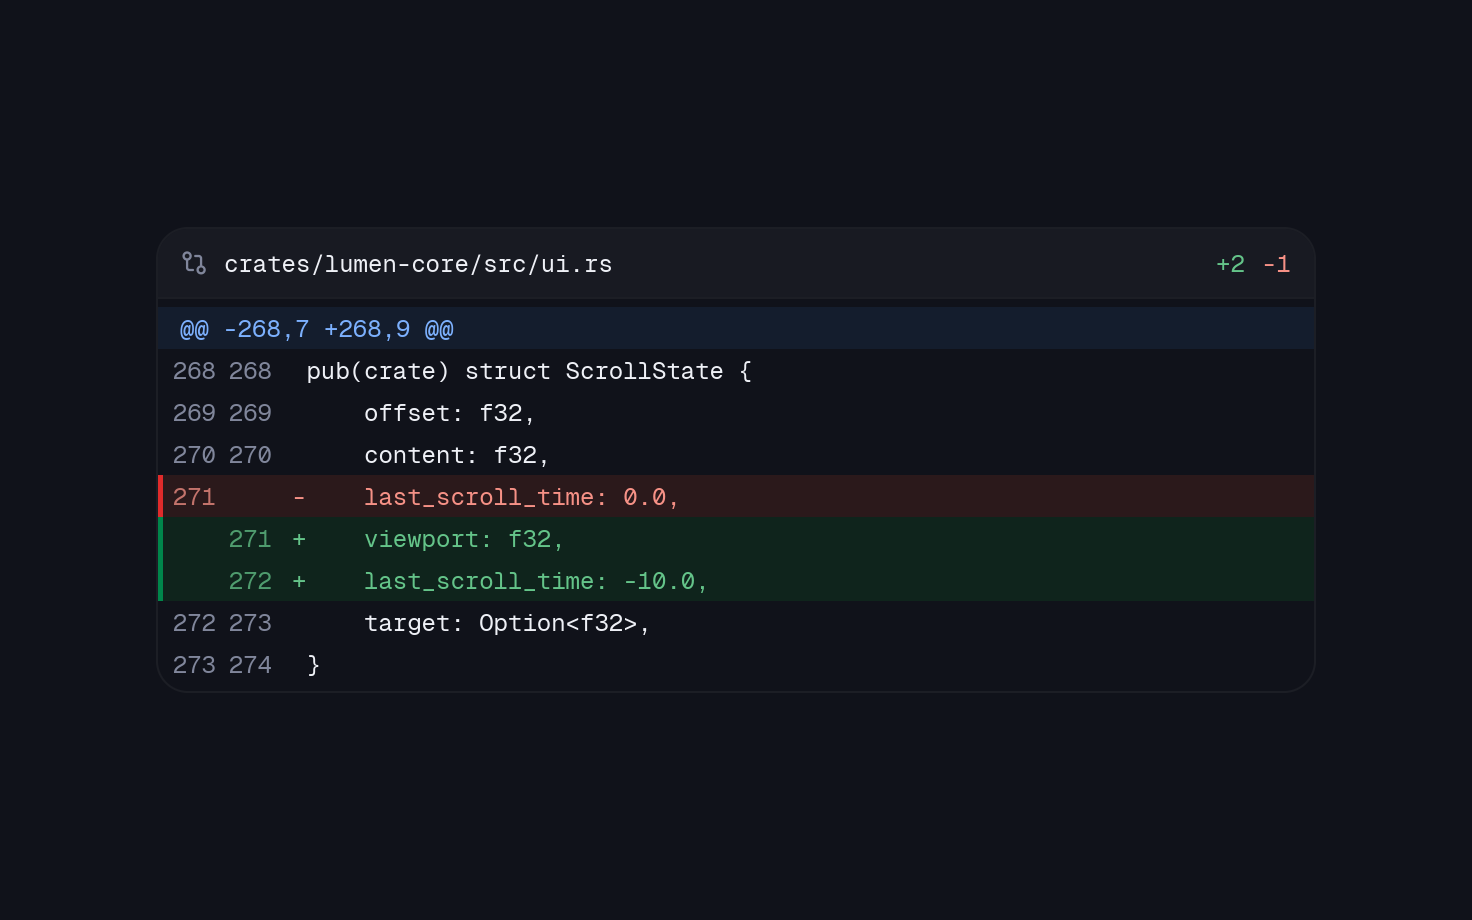 crates/lumen-core/src/ui.rs +2 -1
@@ -268,7 +268,9 @@
268 268 pub(crate) struct ScrollState {
269 269     offset: f32,
270 270     content: f32,
271 -    last_scroll_time: 0.0,
271 +    viewport: f32,
272 +    last_scroll_time: -10.0,
272 273     target: Option<f32>,
273 274 }